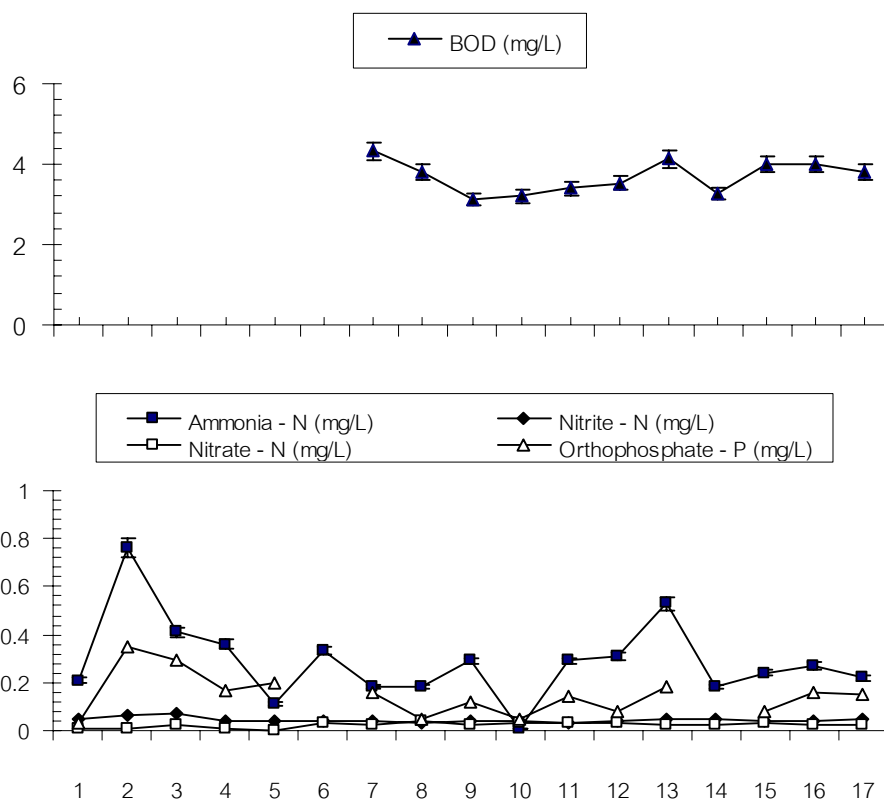 BOD (mg/L)
6
4
2
0
Ammonia - N (mg/L) Nitrite - N (mg/L)
Nitrate - N (mg/L) Orthophosphate - P (mg/L)
1
0.8
0.6
0.4
0.2
0
1 2 3 4 5 6 7 8 9 10 11 12 13 14 15 16 17